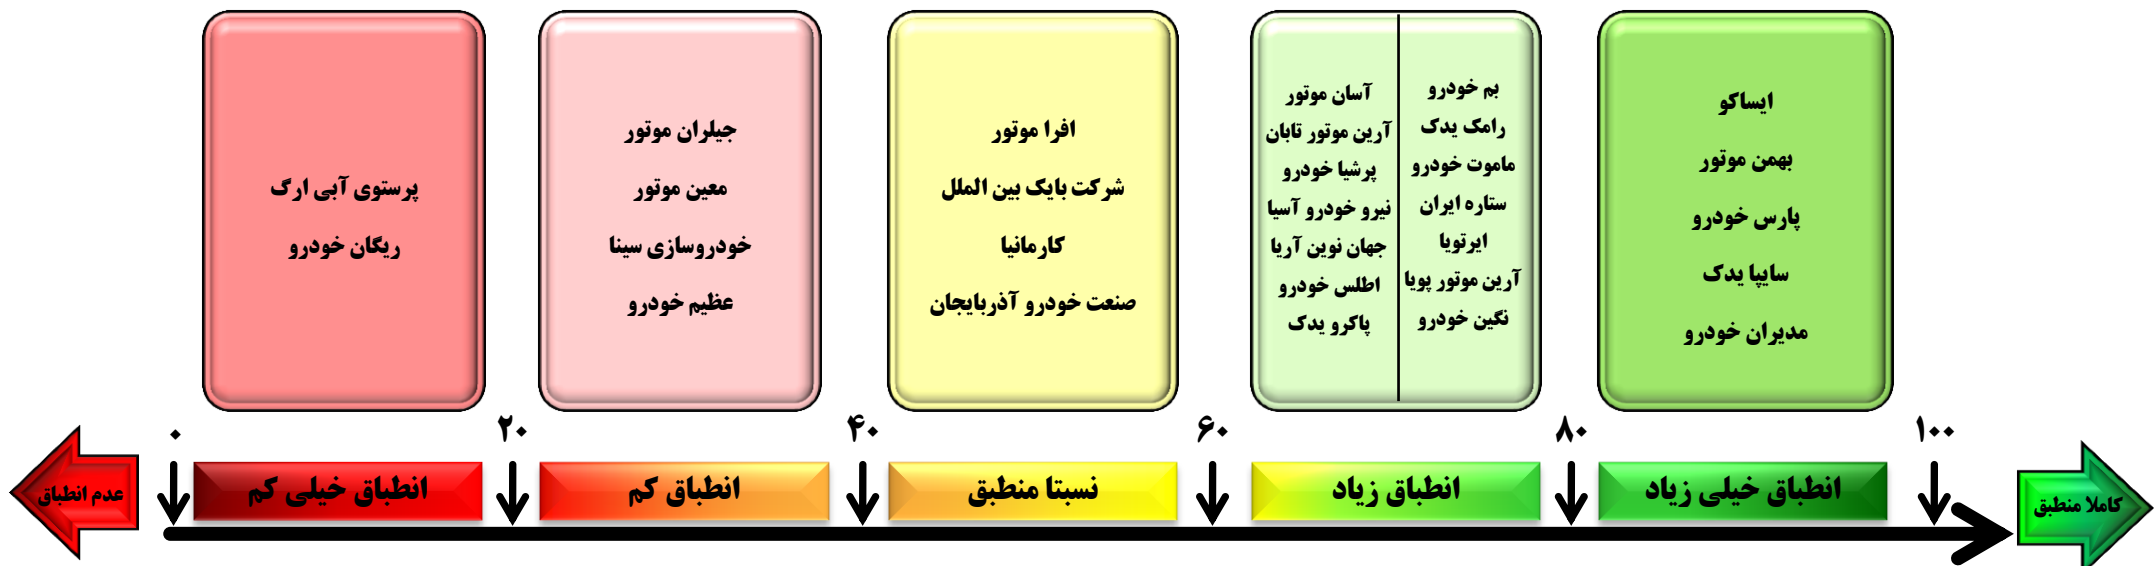 ایساکو
بهمن موتور
پارس خودرو
سایپا یدک
مدیران خودرو
بم خودرو
رامک یدک
ماموت خودرو
ستاره ایران
ایرتویا
آرین موتور پویا
نگین خودرو
آسان موتور
آرین موتور تابان
پرشیا خودرو
نیرو خودرو آسیا
جهان نوین آریا
اطلس خودرو
پاکرو یدک
افرا موتور
شرکت بایک بین الملل
کارمانیا
صنعت خودرو آذربایجان
جیلران موتور
معین موتور
خودروسازی سینا
عظیم خودرو
پرستوی آبی ارگ
ریگان خودرو
۱۰۰
۸۰
۶۰
۴۰
۲۰
۰
کاملا منطبق
انطباق خیلی زیاد
انطباق زیاد
نسبتا منطبق
انطباق کم
انطباق خیلی کم
عدم انطباق